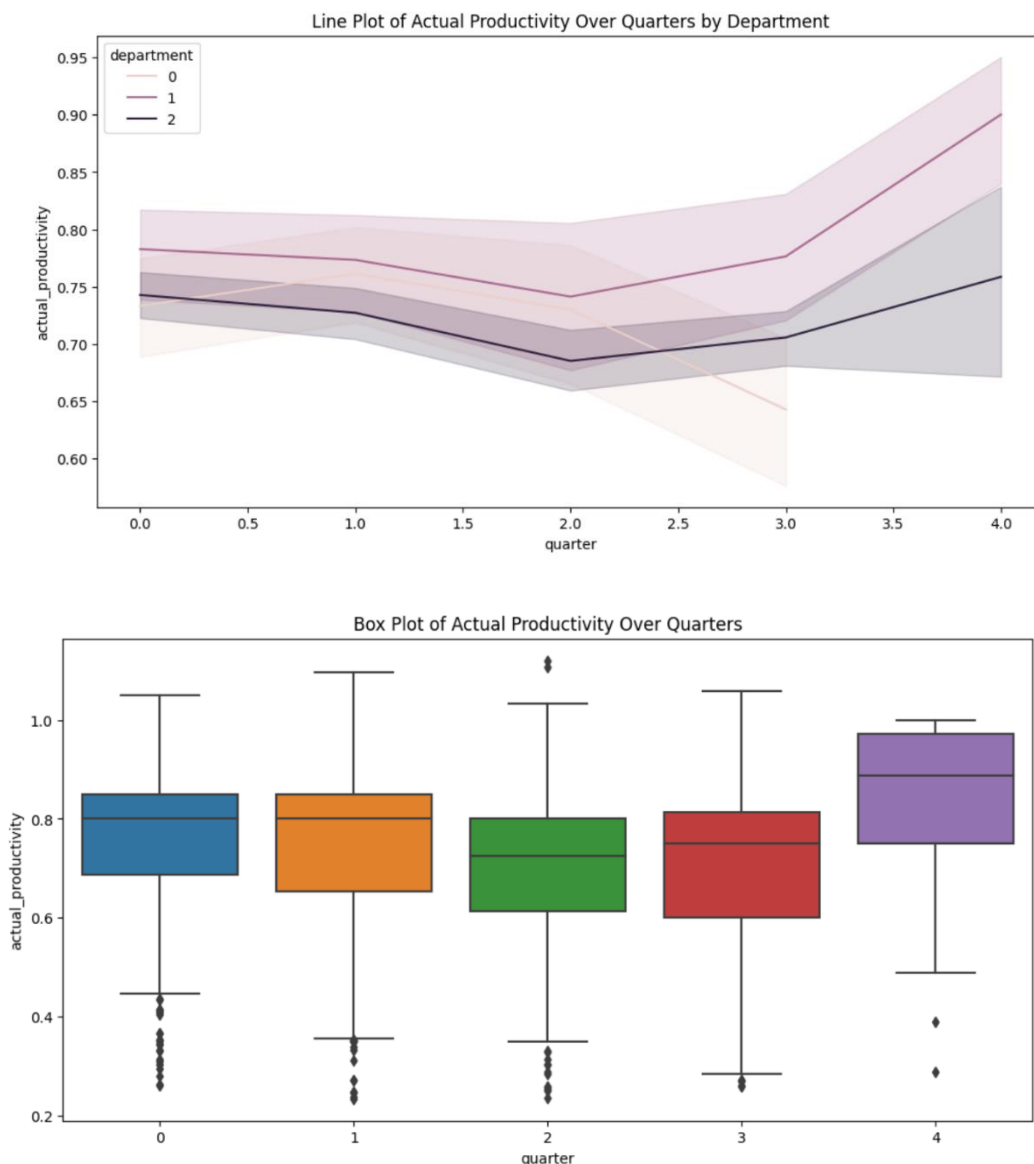 Line Plot of Actual Productivity Over Quarters by Department
department
0
1
2
0.95
0.90
0.85
0.80
0.75
0.70
0.65
0.60
actual_productivity
0.0 0.5 1.0 1.5 2.0 2.5 3.0 3.5 4.0
quarter
Box Plot of Actual Productivity Over Quarters
1.0
0.8
0.6
0.4
0.2
actual_productivity
0 1 2 3 4
quarter